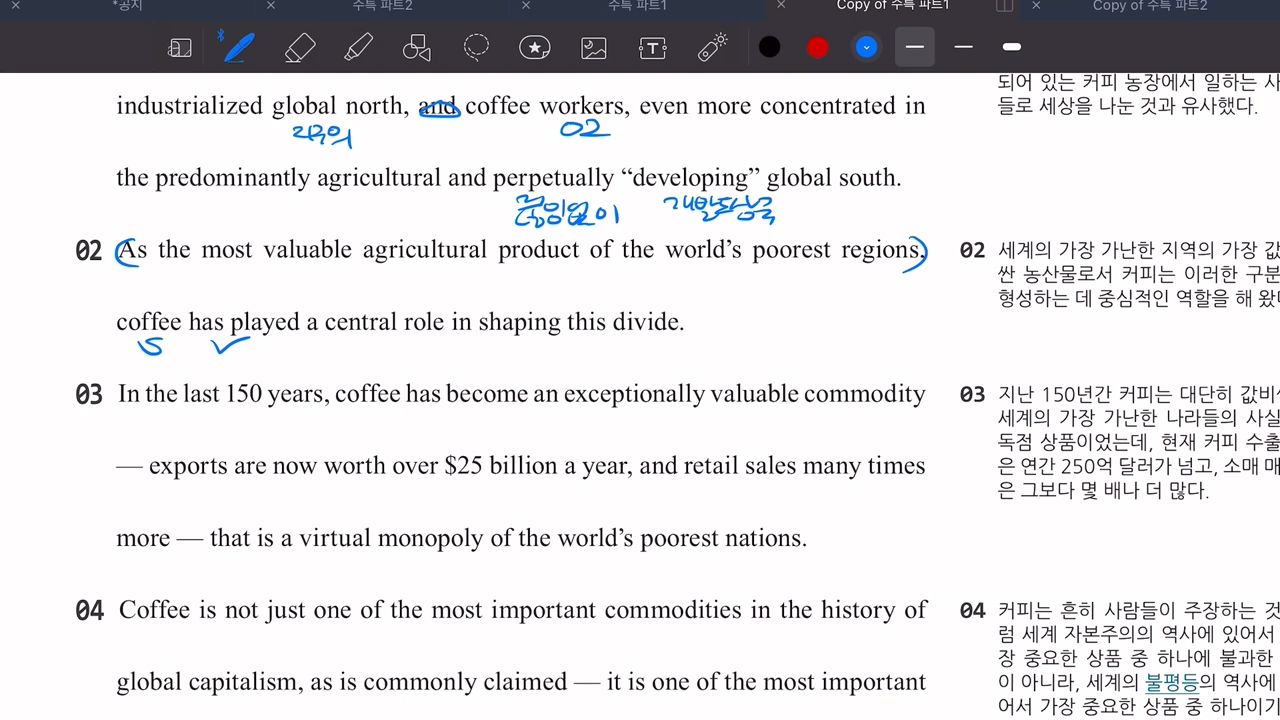 *공지
수특 파트2
수특 파트1
Copy of 수특 파트1
Copy of 수특 파트2
industrialized global north, and coffee workers, even more concentrated in
02
the predominantly agricultural and perpetually “developing” global south.
끊임없이
02 As the most valuable agricultural product of the world’s poorest regions,
coffee has played a central role in shaping this divide.
S V
03 In the last 150 years, coffee has become an exceptionally valuable commodity
— exports are now worth over $25 billion a year, and retail sales many times
more — that is a virtual monopoly of the world’s poorest nations.
04 Coffee is not just one of the most important commodities in the history of
global capitalism, as is commonly claimed — it is one of the most important
되어 있는 커피 농장에서 일하는 사
들로 세상을 나눈 것과 유사했다.
02 세계의 가장 가난한 지역의 가장 값
싼 농산물로서 커피는 이러한 구분
형성하는 데 중심적인 역할을 해 왔
03 지난 150년간 커피는 대단히 값비
세계의 가장 가난한 나라들의 사실
독점 상품이었는데, 현재 커피 수출
은 연간 250억 달러가 넘고, 소매 매
은 그보다 몇 배나 더 많다.
04 커피는 흔히 사람들이 주장하는 것
럼 세계 자본주의의 역사에 있어서
장 중요한 상품 중 하나에 불과한
이 아니라, 세계의 불평등의 역사에
어서 가장 중요한 상품 중 하나이기